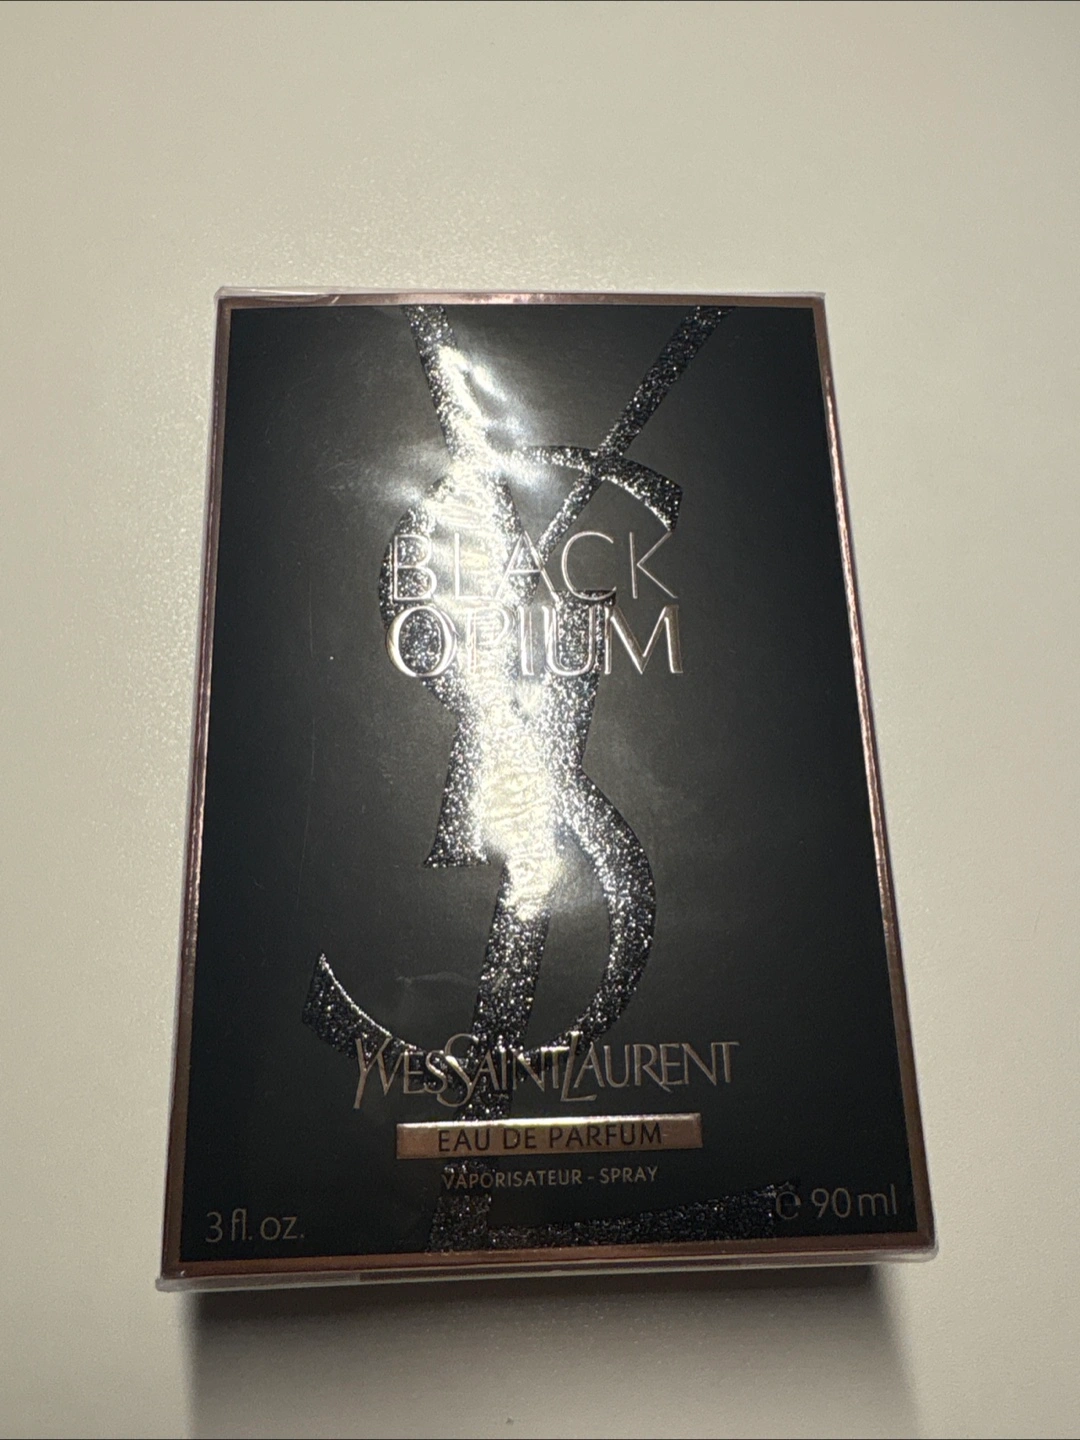 BLACK
OPIUM
YVESSAINTLAURENT
EAU DE PARFUM
VAPORISATEUR - SPRAY
3 fl. oz.
℮ 90 ml